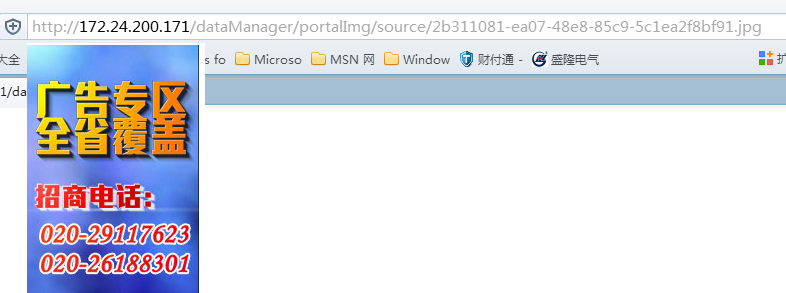 http://172.24.200.171/dataManager/portalImg/source/2b311081-ea07-48e8-85c9-5c1ea2f8bf91.jpg
大全
s fo
Microso
MSN 网
Window
财付通 -
盛隆电气
扩
1/da
广告专区
全省覆盖
招商电话:
020-29117623
020-26188301